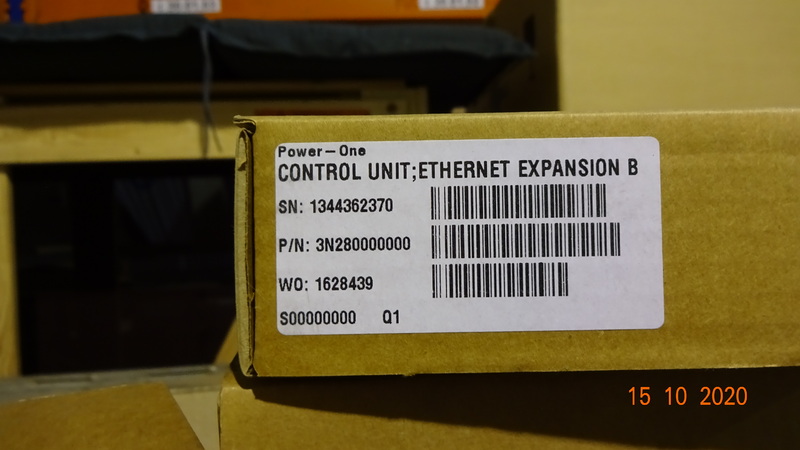 Power-One
CONTROL UNIT;ETHERNET EXPANSION B
SN: 1344362370
P/N: 3N280000000
WO: 1628439
S00000000 Q1
15 10 2020